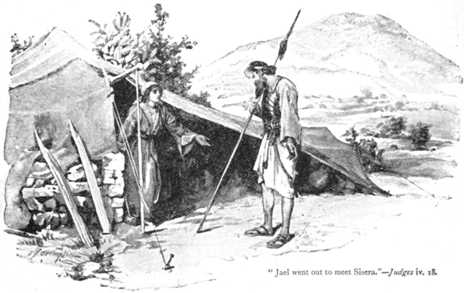 “ Jael went out to meet Sisera.”—Judges iv. 18.